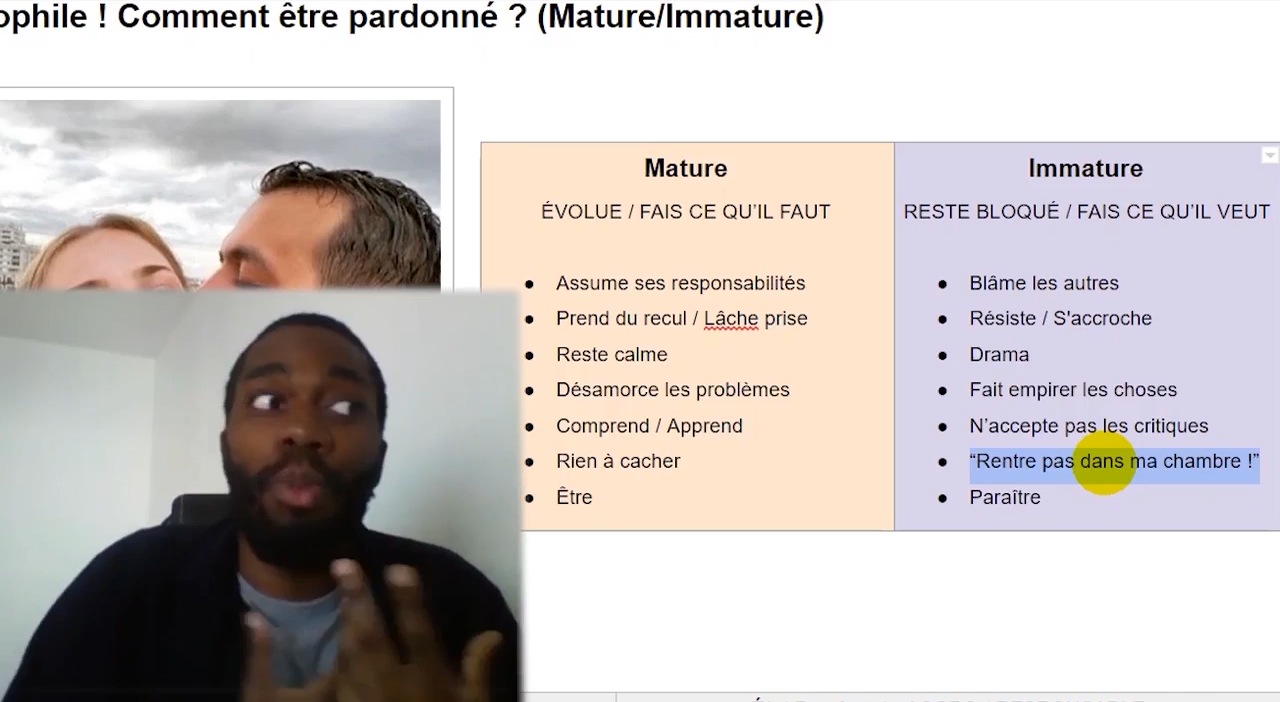 ophile ! Comment être pardonné ? (Mature/Immature)
Mature
ÉVOLUE / FAIS CE QU'IL FAUT
● Assume ses responsabilités
● Prend du recul / Lâche prise
● Reste calme
● Désamorce les problèmes
● Comprend / Apprend
● Rien à cacher
● Être
Immature
RESTE BLOQUÉ / FAIS CE QU'IL VEUT
● Blâme les autres
● Résiste / S'accroche
● Drama
● Fait empirer les choses
● N’accepte pas les critiques
● “Rentre pas dans ma chambre !”
● Paraître